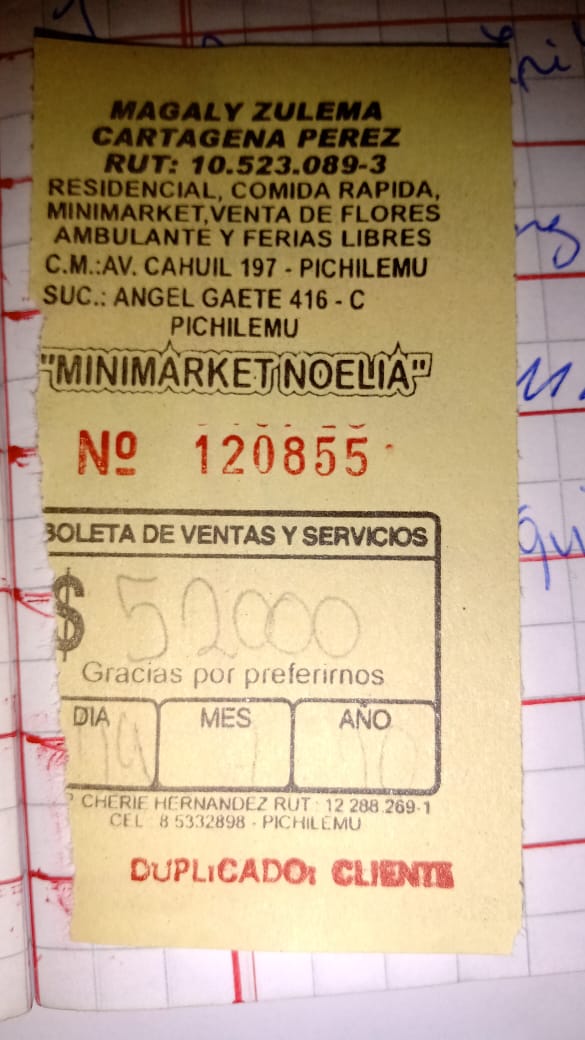 MAGALY ZULEMA
CARTAGENA PEREZ
RUT: 10.523.089-3
RESIDENCIAL, COMIDA RAPIDA,
MINIMARKET,VENTA DE FLORES
AMBULANTE Y FERIAS LIBRES
C.M.:AV. CAHUIL 197 - PICHILEMU
SUC.: ANGEL GAETE 416 - C
PICHILEMU
"MINIMARKET NOELIA"
Nº 120855
BOLETA DE VENTAS Y SERVICIOS
$ 52000
Gracias por preferirnos
DIA MES AÑO
19
CHERIE HERNANDEZ RUT: 12 288.269-1
CEL 8 5332898 - PICHILEMU
DUPLICADO: CLIENTE